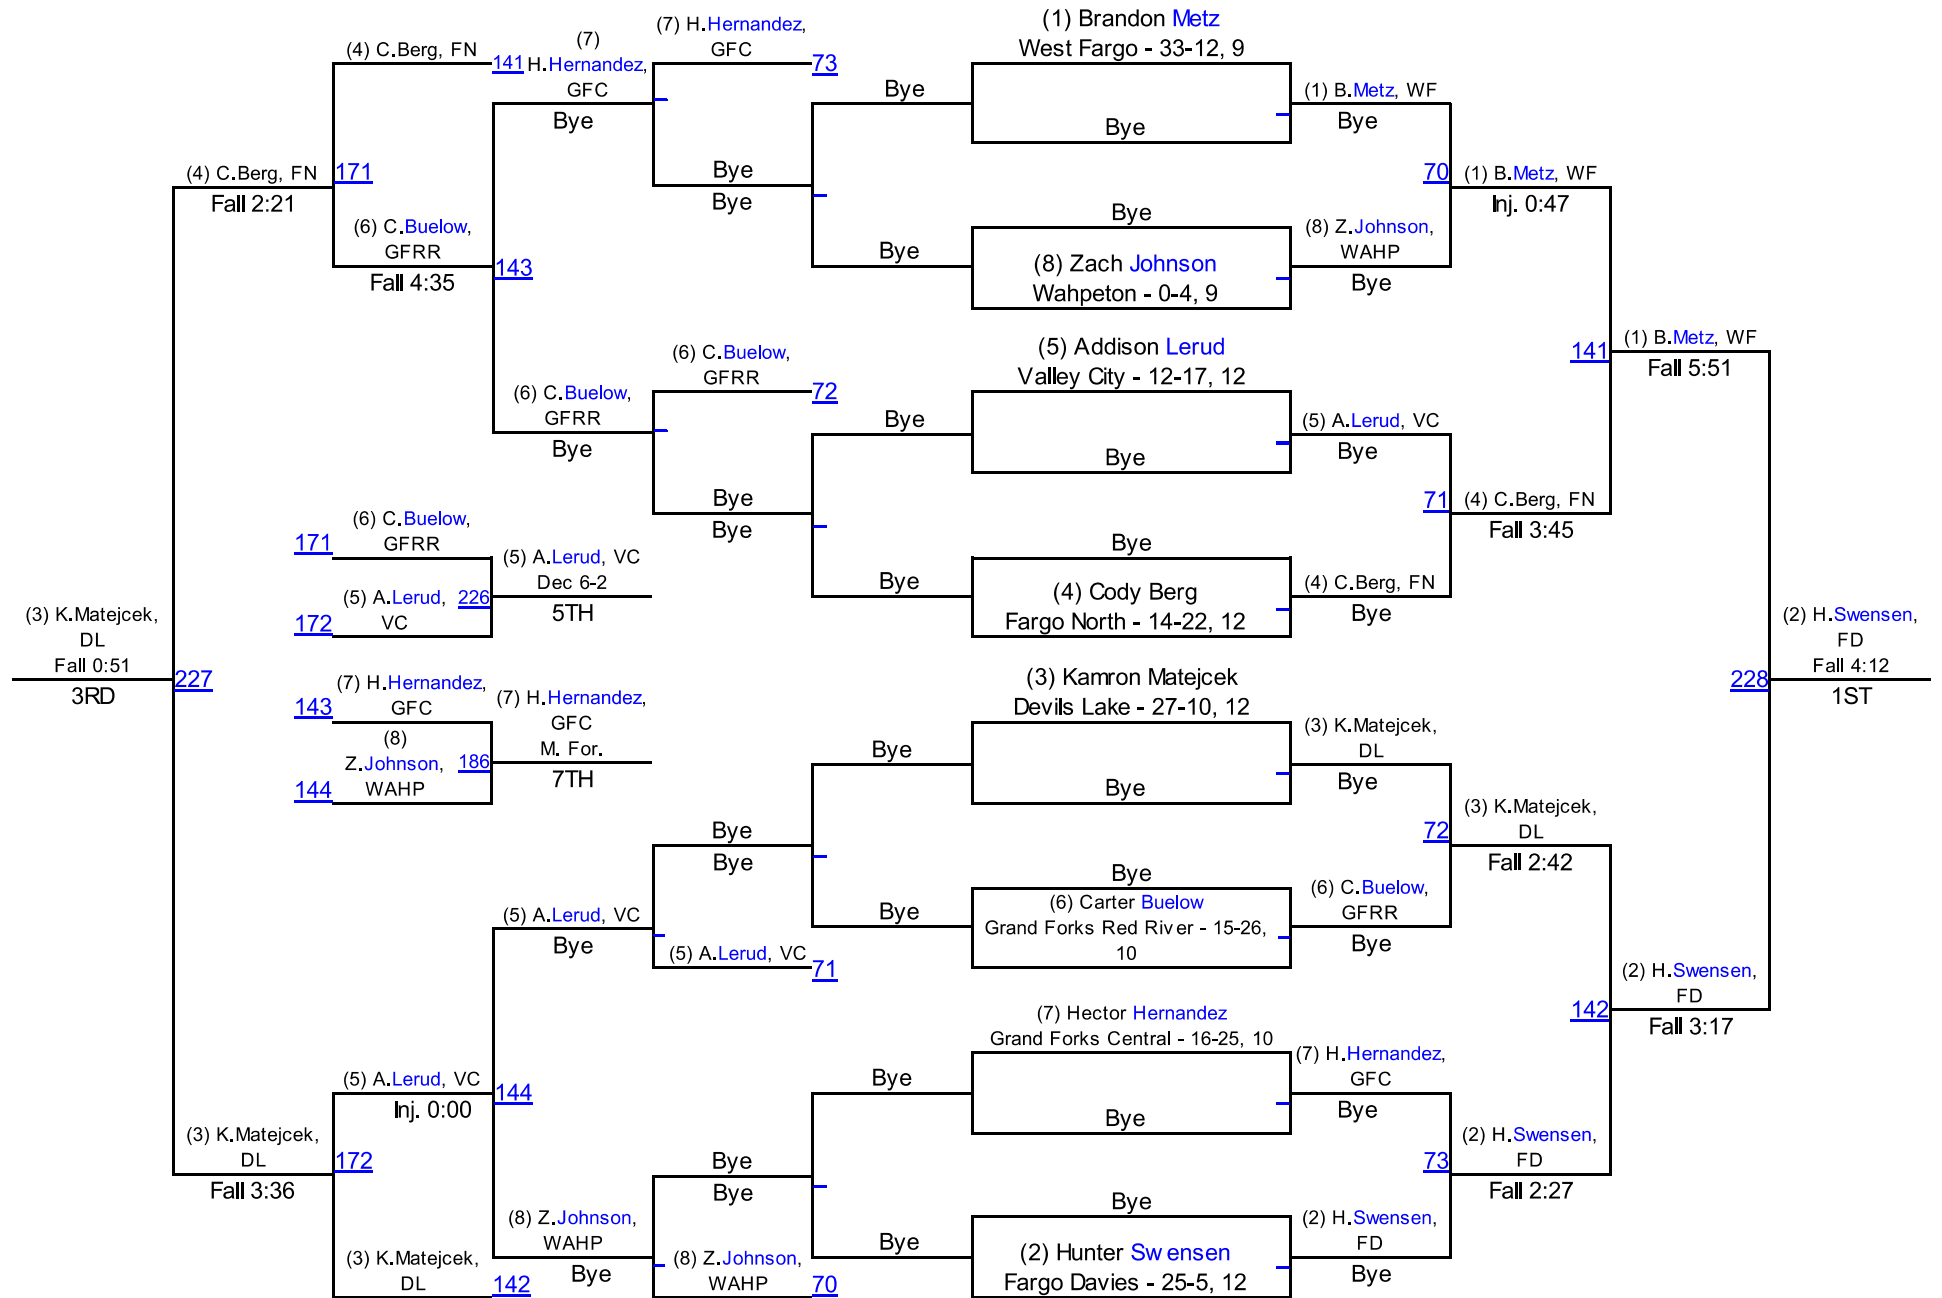 (7) H.Hernandez,
GFC
73
(1) Brandon Metz
West Fargo - 33-12, 9
(4) C.Berg, FN
141
(7)
H.Hernandez,
GFC
Bye
Bye
Bye
(1) B.Metz, WF
Bye
(4) C.Berg, FN
Fall 2:21
171
Bye
Bye
70
(1) B.Metz, WF
Inj. 0:47
(6) C.Buelow,
GFRR
Fall 4:35
143
Bye
Bye
(8) Zach Johnson
Wahpeton - 0-4, 9
(8) Z.Johnson,
WAHP
Bye
(6) C.Buelow,
GFRR
72
(5) Addison Lerud
Valley City - 12-17, 12
141
(1) B.Metz, WF
Fall 5:51
(6) C.Buelow,
GFRR
Bye
Bye
Bye
(5) A.Lerud, VC
Bye
Bye
Bye
71
(4) C.Berg, FN
Fall 3:45
171
(6) C.Buelow,
GFRR
172
(5) A.Lerud,
VC
226
(5) A.Lerud, VC
Dec 6-2
5TH
Bye
Bye
(4) Cody Berg
Fargo North - 14-22, 12
(4) C.Berg, FN
Bye
(3) K.Matejcek,
DL
Fall 0:51
3RD
227
(2) H.Swensen,
FD
Fall 4:12
1ST
228
143
(7) H.Hernandez,
GFC
144
(8)
Z.Johnson,
WAHP
186
(7) H.Hernandez,
GFC
M. For.
7TH
(3) Kamron Matejcek
Devils Lake - 27-10, 12
Bye
Bye
(3) K.Matejcek,
DL
Bye
Bye
Bye
72
(3) K.Matejcek,
DL
Fall 2:42
(5) A.Lerud, VC
Bye
(5) A.Lerud, VC
71
Bye
Bye
(6) Carter Buelow
Grand Forks Red River - 15-26,
10
(6) C.Buelow,
GFRR
Bye
142
(2) H.Swensen,
FD
Fall 3:17
(7) Hector Hernandez
Grand Forks Central - 16-25, 10
(5) A.Lerud, VC
Inj. 0:00
144
Bye
Bye
(7) H.Hernandez,
GFC
Bye
(3) K.Matejcek,
DL
Fall 3:36
172
Bye
Bye
73
(2) H.Swensen,
FD
Fall 2:27
(3) K.Matejcek,
DL
142
(8) Z.Johnson,
WAHP
Bye
(8) Z.Johnson,
WAHP
70
Bye
Bye
(2) Hunter Swensen
Fargo Davies - 25-5, 12
(2) H.Swensen,
FD
Bye